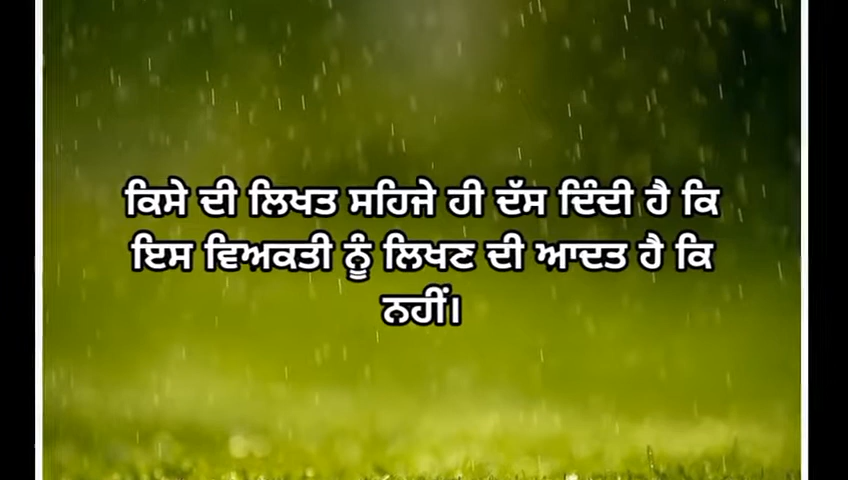 ਕਿਸੇ ਦੀ ਲਿਖਤ ਸਹਿਜੇ ਹੀ ਦੱਸ ਦਿੰਦੀ ਹੈ ਕਿ
ਇਸ ਵਿਅਕਤੀ ਨੂੰ ਲਿਖਣ ਦੀ ਆਦਤ ਹੈ ਕਿ
ਨਹੀਂ।